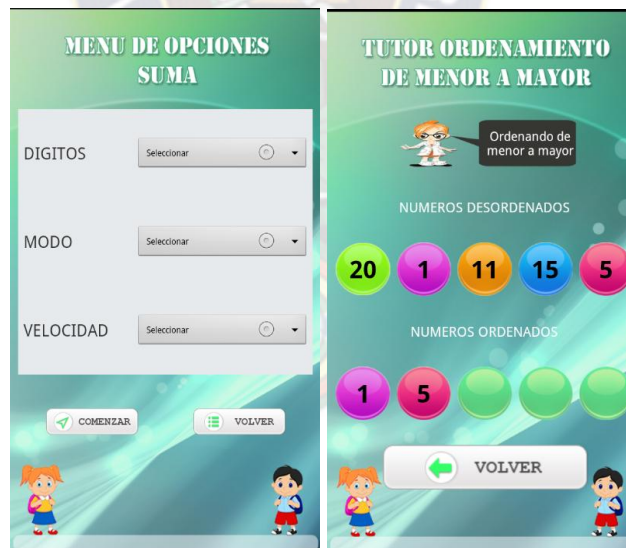 MENU DE OPCIONES
SUMA
DIGITOS
Seleccionar
MODO
Seleccionar
VELOCIDAD
Seleccionar
COMENZAR
VOLVER
TUTOR ORDENAMIENTO
DE MENOR A MAYOR
Ordenando de
menor a mayor
NUMEROS DESORDENADOS
20 1 11 15 5
NUMEROS ORDENADOS
1 5
VOLVER